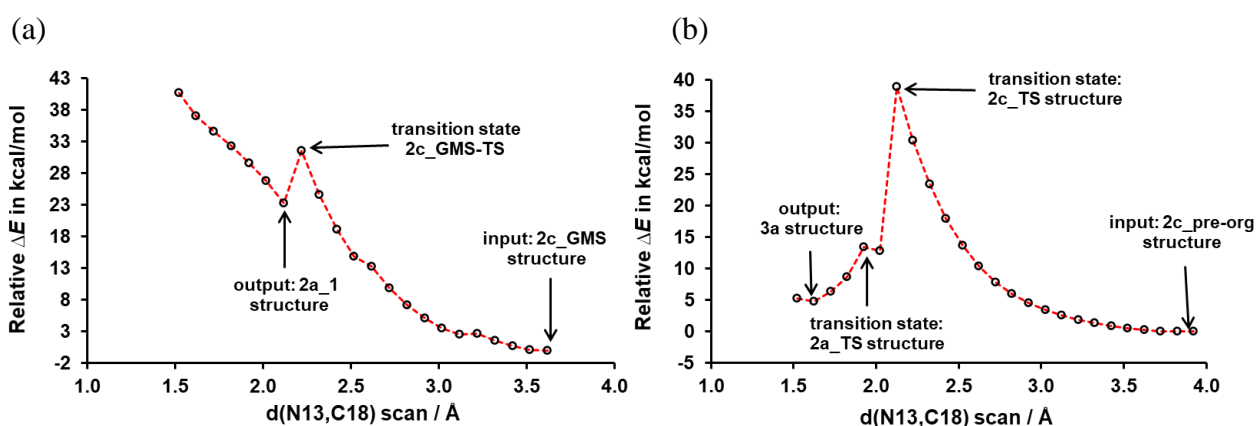 (a)
Relative ΔE in kcal/mol
43
38
33
28
23
18
13
8
3
-2
1.0 1.5 2.0 2.5 3.0 3.5 4.0
d(N13,C18) scan / Å
transition state
2c_GMS-TS
input: 2c_GMS
structure
output: 2a_1
structure
(b)
Relative ΔE in kcal/mol
40
35
30
25
20
15
10
5
0
-5
1.0 1.5 2.0 2.5 3.0 3.5 4.0
d(N13,C18) scan / Å
transition state:
2c_TS structure
output:
3a structure
input: 2c_pre-org
structure
transition state:
2a_TS structure